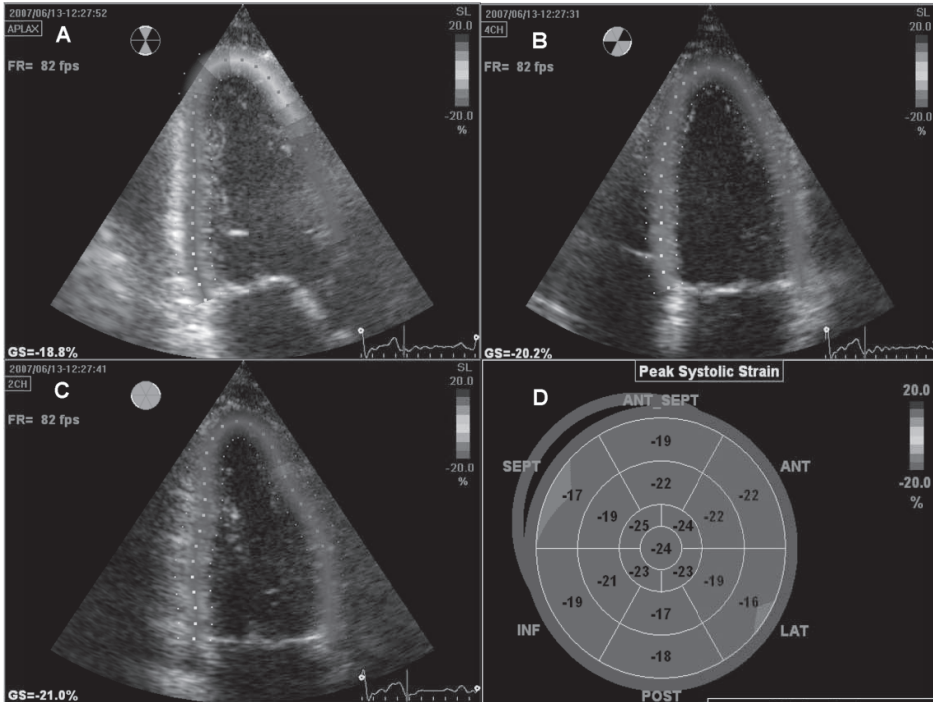 2007/06/13-12:27:52
APLAX
A
FR= 82 fps
SL
20.0
-20.0
%
GS=-18.8%
2007/06/13-12:27:31
4CH
B
FR= 82 fps
SL
20.0
-20.0
%
GS=-20.2%
2007/06/13-12:27:41
2CH
C
FR= 82 fps
SL
20.0
-20.0
%
GS=-21.0%
Peak Systolic Strain
D
ANT_SEPT
SEPT
ANT
INF
LAT
POST
-19
-17
-22
-22
-19
-22
-25
-24
-24
-23
-23
-21
-19
-19
-16
-17
-18
20.0
-20.0
%